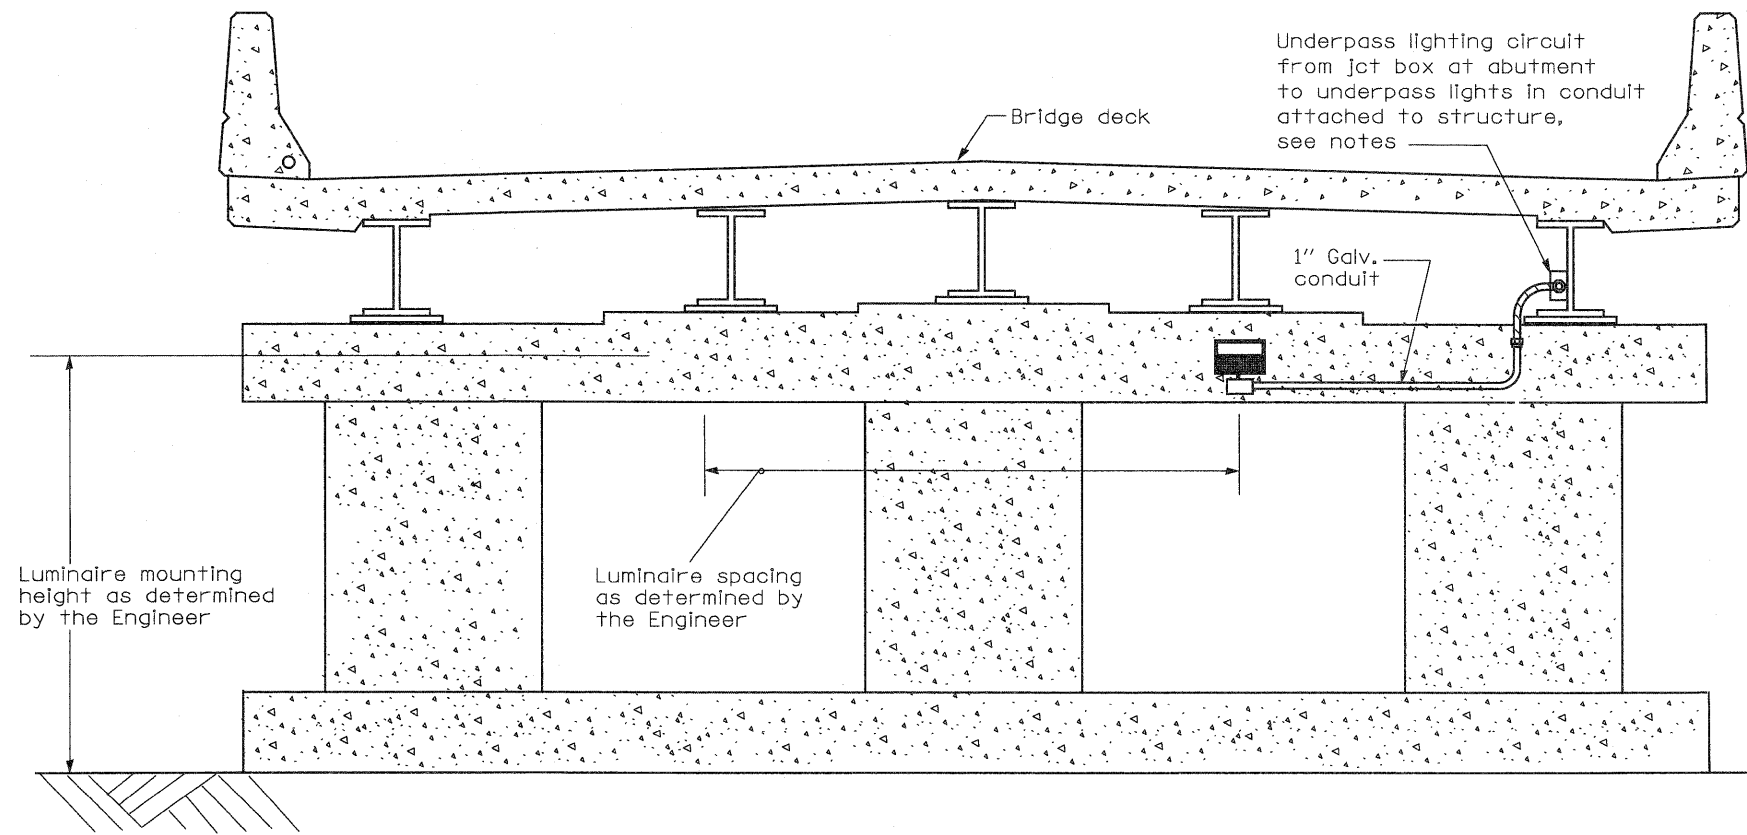 Underpass lighting circuit
from jct box at abutment
to underpass lights in conduit
attached to structure,
see notes
Bridge deck
1" Galv.
conduit
Luminaire mounting
height as determined
by the Engineer
Luminaire spacing
as determined by
the Engineer